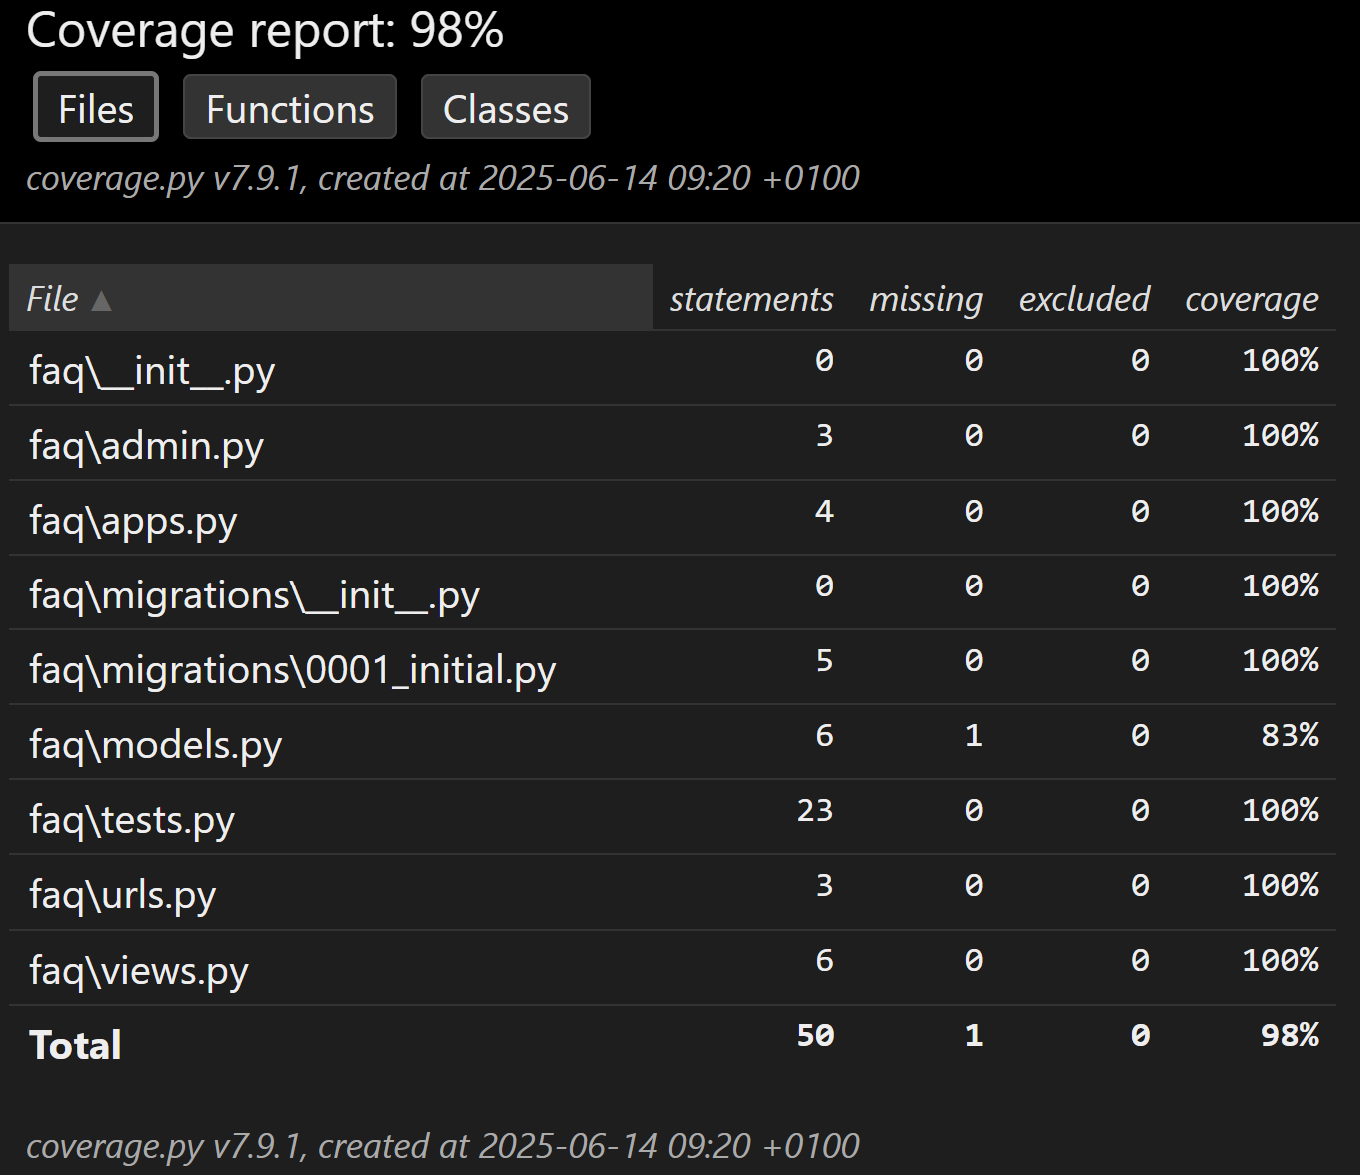 Coverage report: 98%
Files Functions Classes
coverage.py v7.9.1, created at 2025-06-14 09:20 +0100
File ▲ statements missing excluded coverage
faq\__init__.py 0 0 0 100%
faq\admin.py 3 0 0 100%
faq\apps.py 4 0 0 100%
faq\migrations\__init__.py 0 0 0 100%
faq\migrations\0001_initial.py 5 0 0 100%
faq\models.py 6 1 0 83%
faq\tests.py 23 0 0 100%
faq\urls.py 3 0 0 100%
faq\views.py 6 0 0 100%
Total 50 1 0 98%
coverage.py v7.9.1, created at 2025-06-14 09:20 +0100